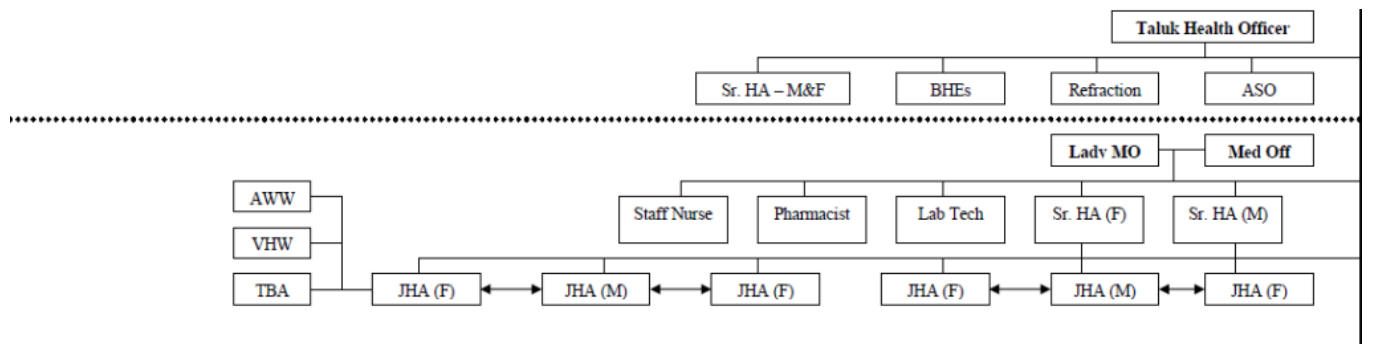 Taluk Health Officer
Sr. HA – M&F
BHEs
Refraction
ASO
Ladv MO
Med Off
AWW
Staff Nurse
Pharmacist
Lab Tech
Sr. HA (F)
Sr. HA (M)
VHW
TBA
JHA (F)
JHA (M)
JHA (F)
JHA (F)
JHA (M)
JHA (F)